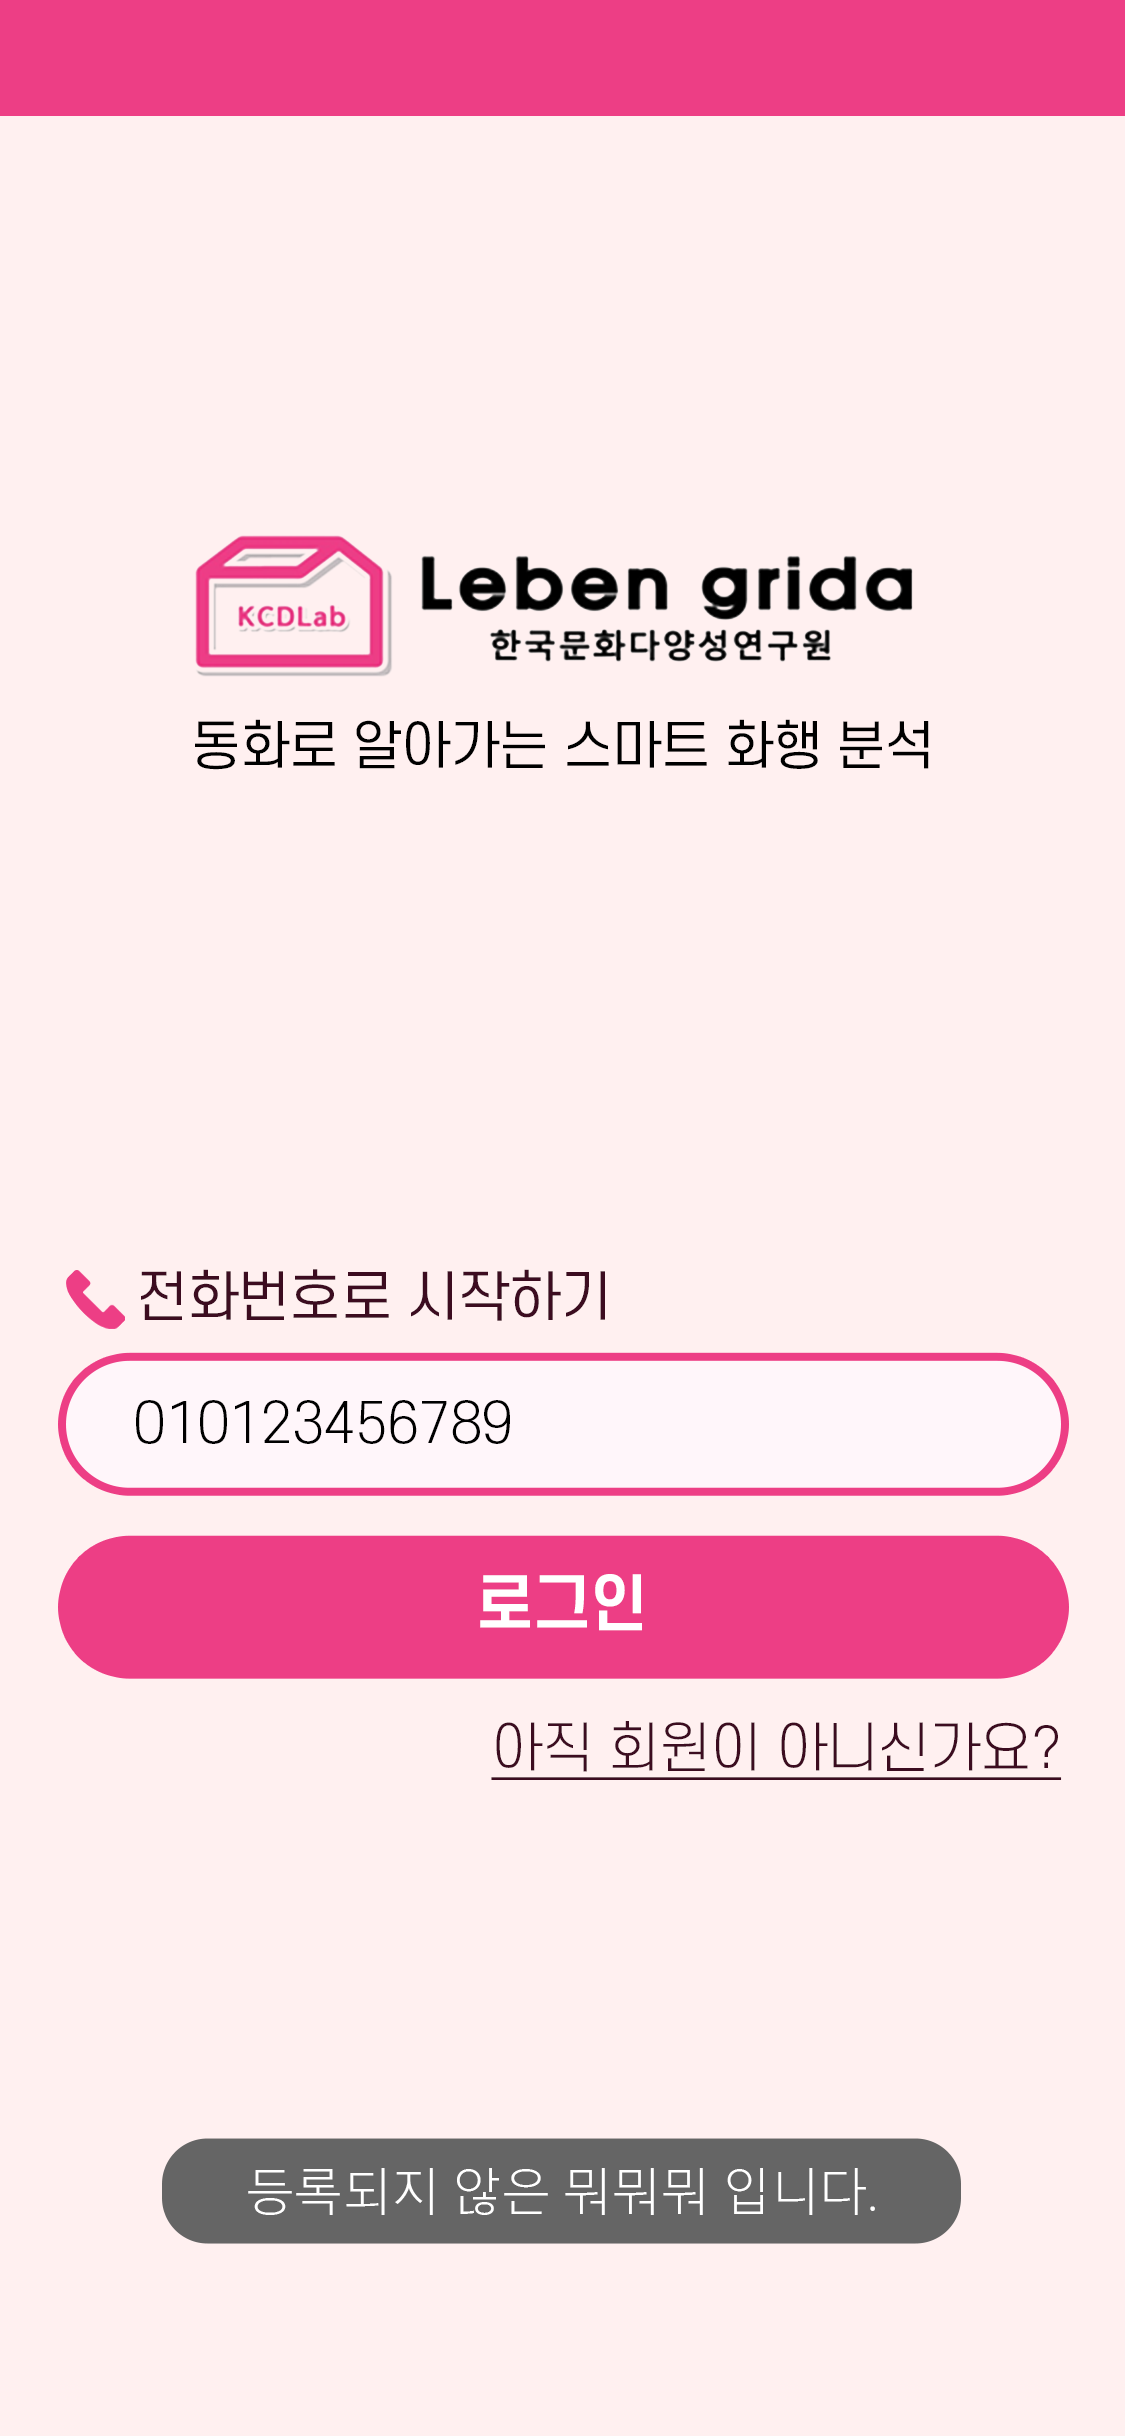 KCDLab
Leben grida
한국문화다양성연구원
동화로 알아가는 스마트 화행 분석
전화번호로 시작하기
010123456789
로그인
아직 회원이 아니신가요?
등록되지 않은 뭐뭐뭐 입니다.